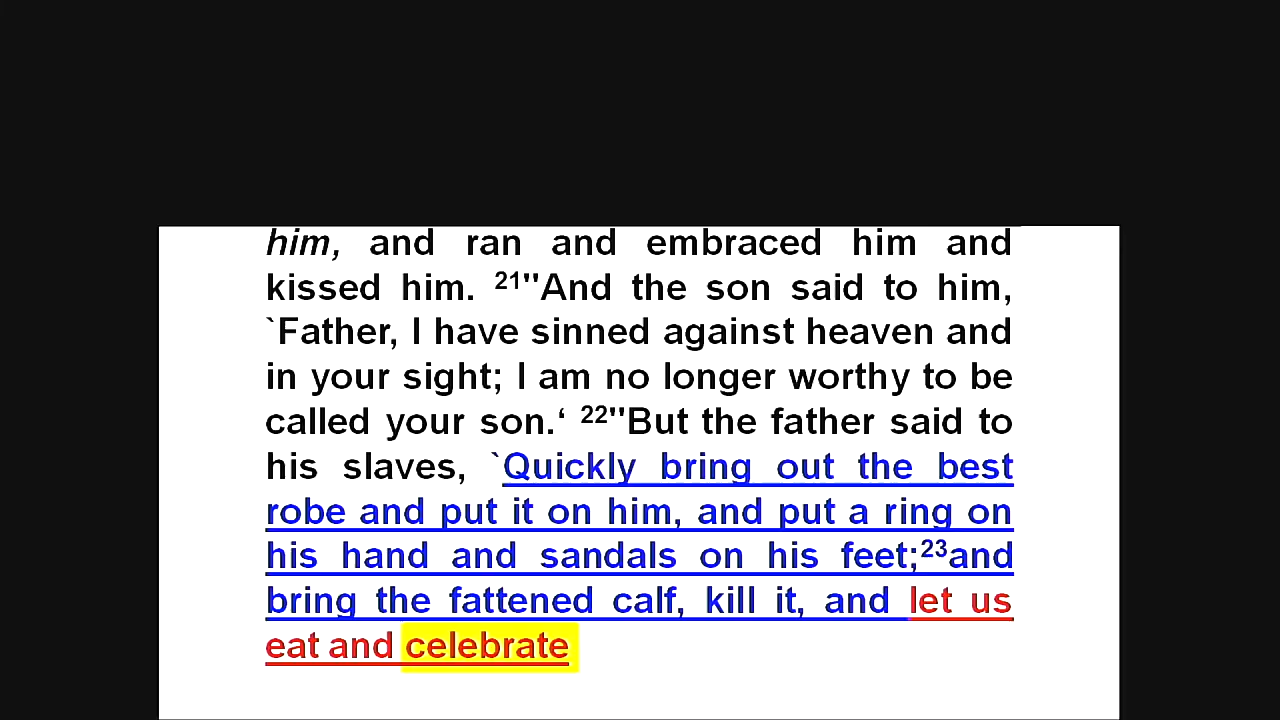 him, and ran and embraced him and
kissed him. 21"And the son said to him,
`Father, I have sinned against heaven and
in your sight; I am no longer worthy to be
called your son.‘ 22"But the father said to
his slaves, `Quickly bring out the best
robe and put it on him, and put a ring on
his hand and sandals on his feet;23and
bring the fattened calf, kill it, and let us
eat and celebrate